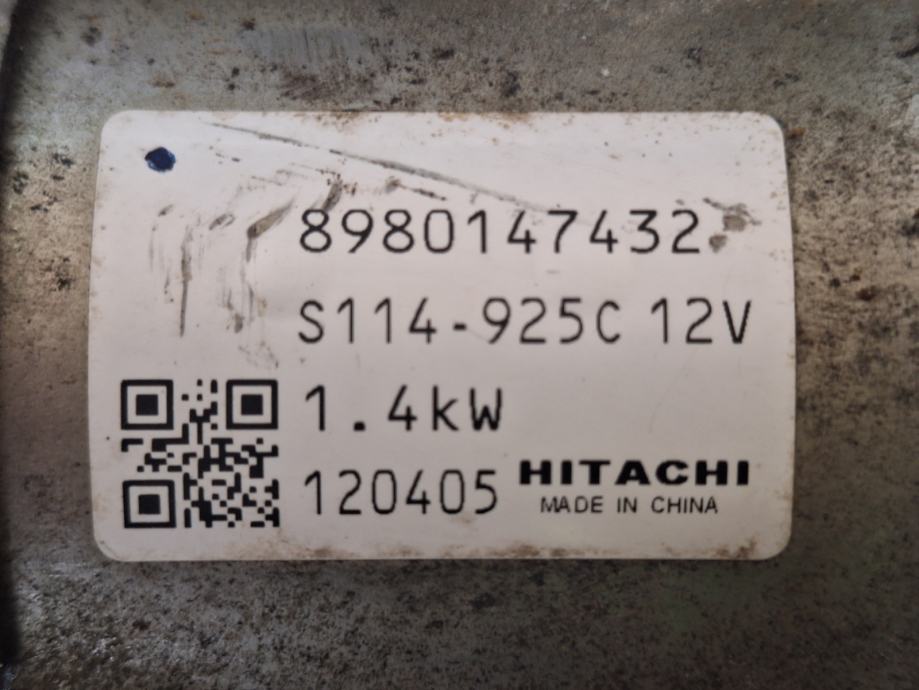 8980147432
S114-925C 12V
1.4kW
120405 HITACHI
MADE IN CHINA